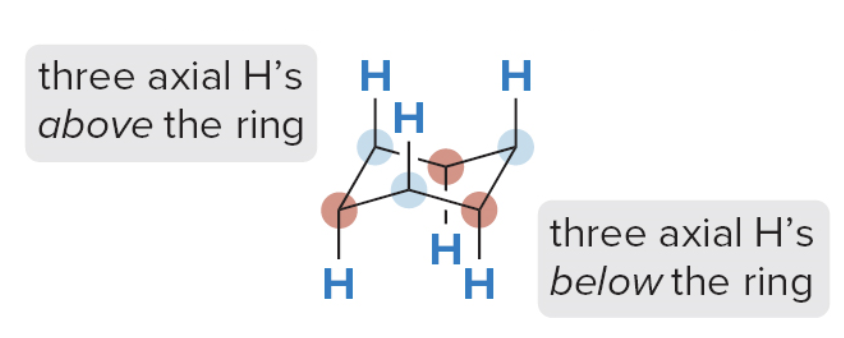 three axial H's
above the ring
H
H
H
three axial H's
below the ring
H
H
H